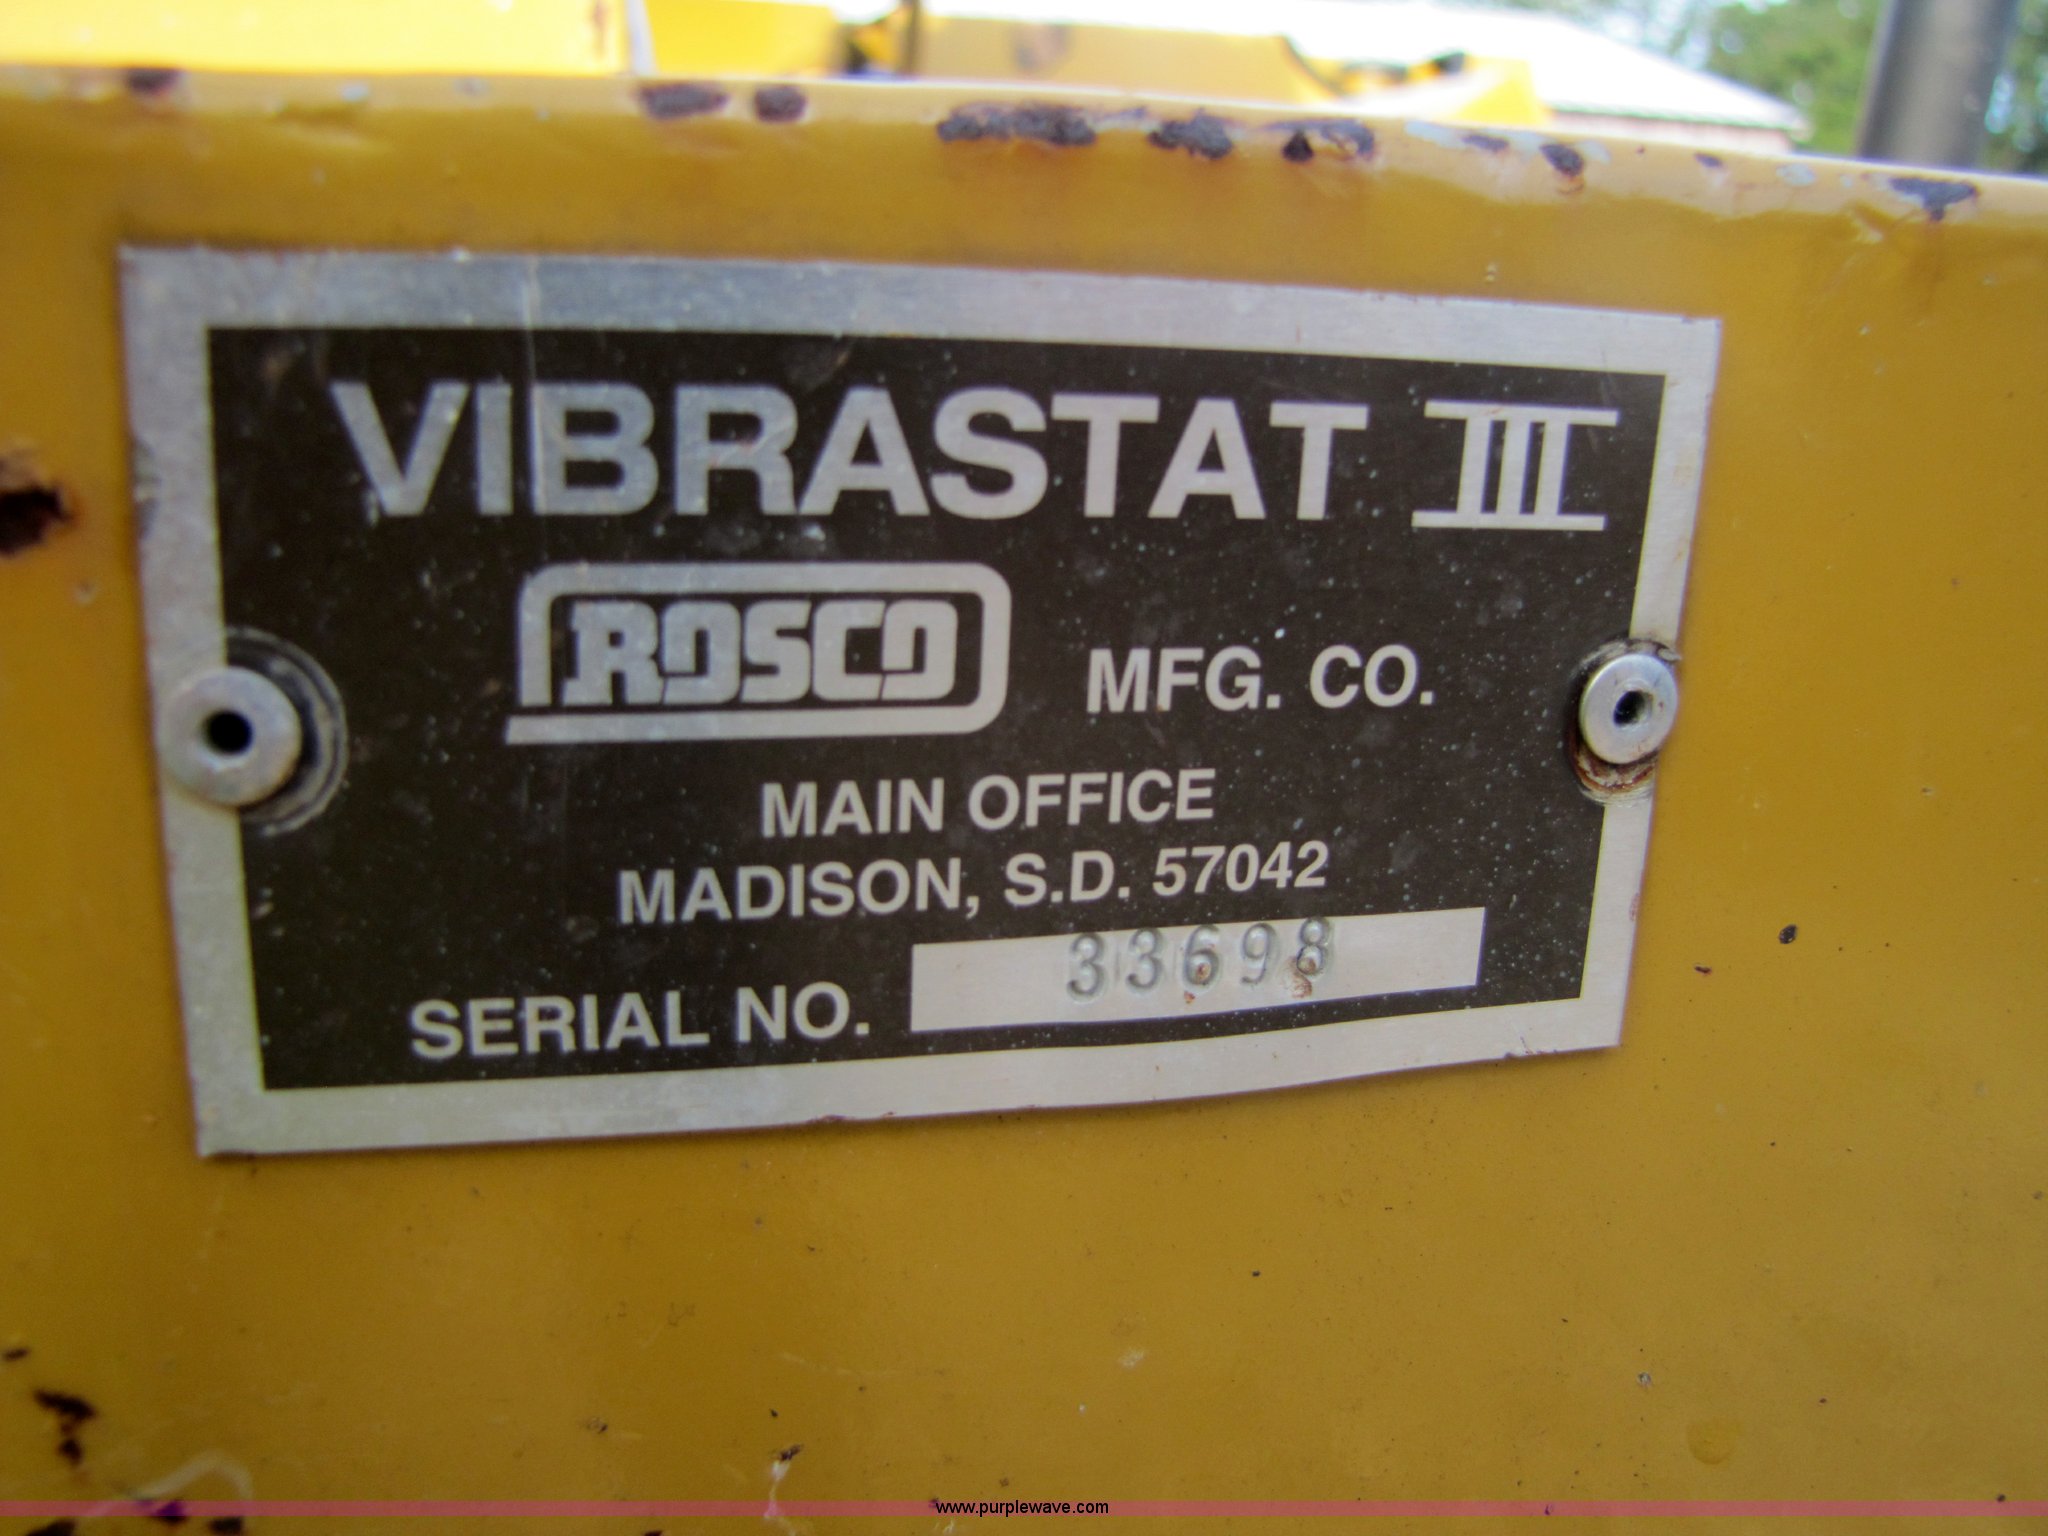 VIBRASTAT III
ROSCO MFG. CO.
MAIN OFFICE
MADISON, S.D. 57042
SERIAL NO. 33698
www.purplewave.com